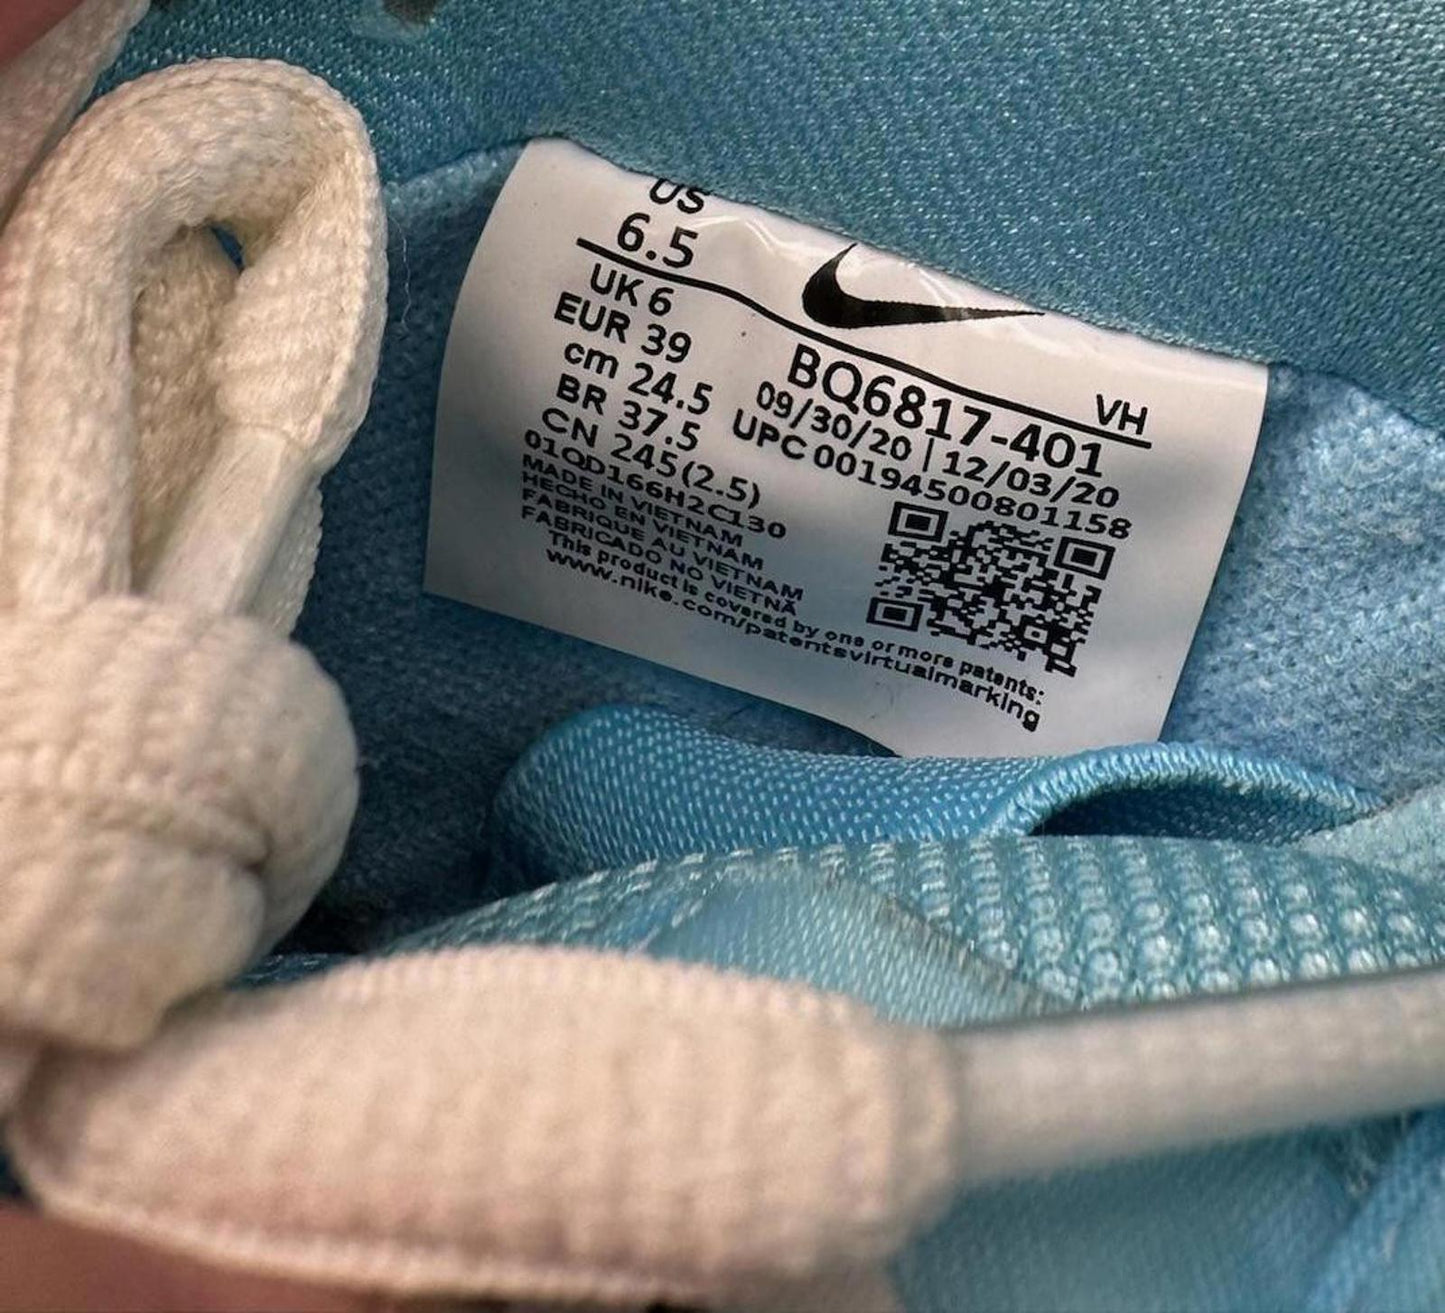 US
6.5
UK 6
EUR 39
cm 24.5
BR 37.5
CN 245(2.5)
01QD166H2C130
MADE IN VIETNAM
HECHO EN VIETNAM
FABRIQUE AU VIETNAM
FABRICADO NO VIETNÃ
This product is covered by one or more patents:
www.nike.com/patentsvirtualmarking
VH
BQ6817-401
09/30/20 | 12/03/20
UPC 00194500801158